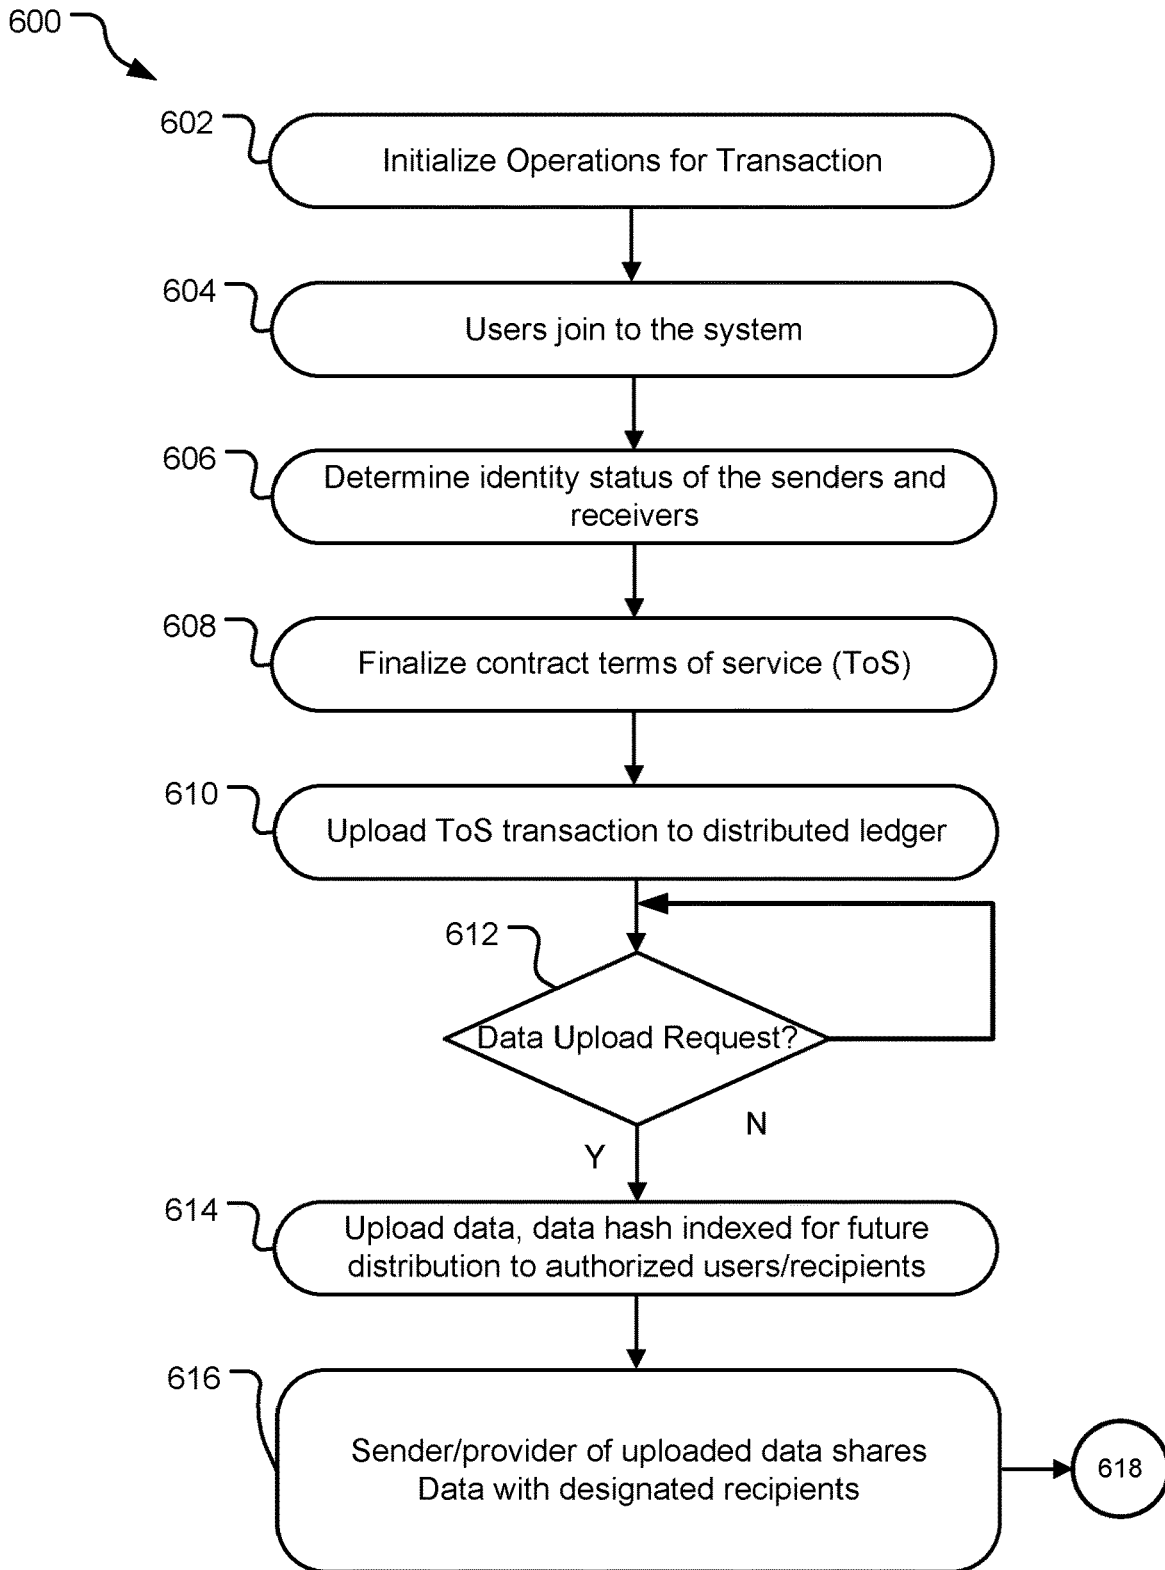 600
602
Initialize Operations for Transaction
604
Users join to the system
606
Determine identity status of the senders and
receivers
608
Finalize contract terms of service (ToS)
610
Upload ToS transaction to distributed ledger
612
Data Upload Request?
N
Y
614
Upload data, data hash indexed for future
distribution to authorized users/recipients
616
Sender/provider of uploaded data shares
Data with designated recipients
618